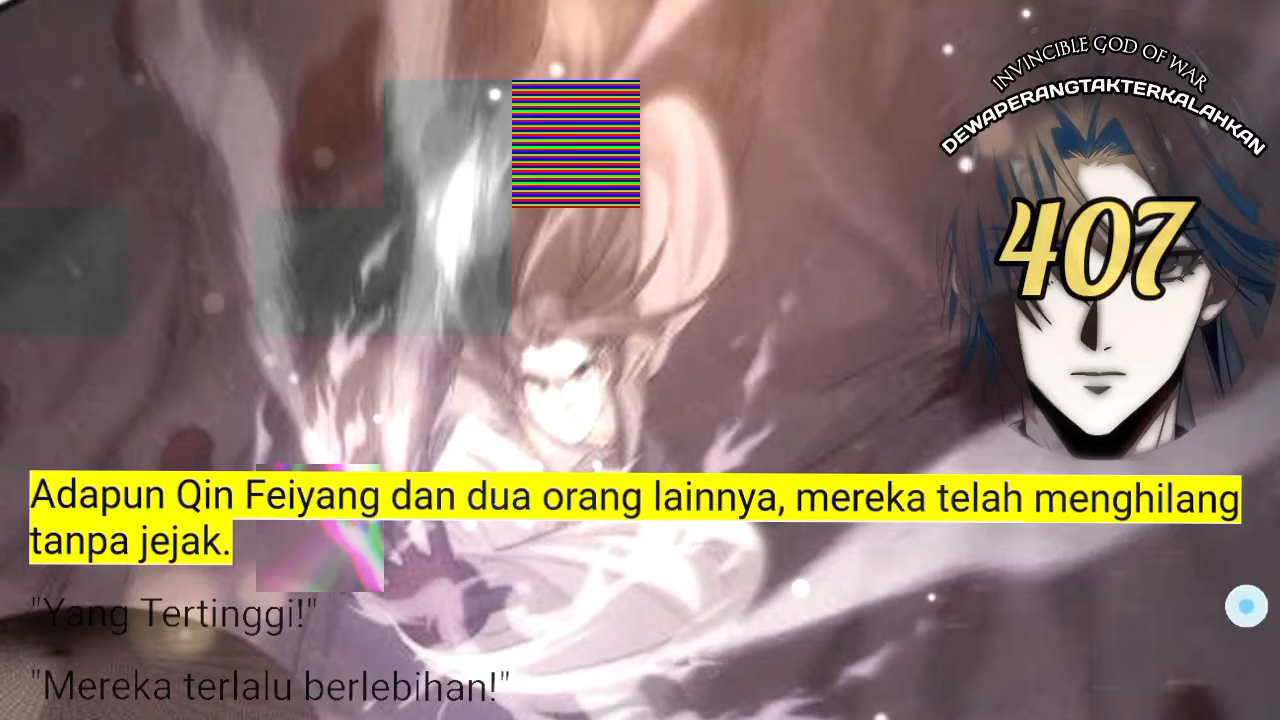 INVINCIBLE GOD OF WAR
DEWAPERANGTAKTERKALAHKAN
407
Adapun Qin Feiyang dan dua orang lainnya, mereka telah menghilang
tanpa jejak.
"Yang Tertinggi!"
"Mereka terlalu berlebihan!"